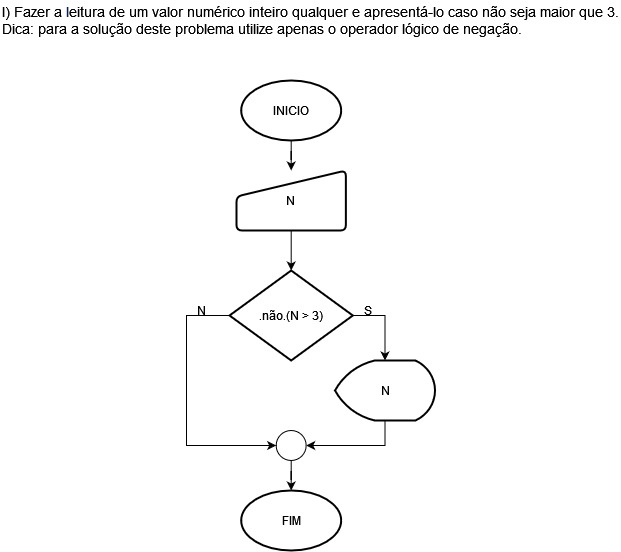 I) Fazer a leitura de um valor numérico inteiro qualquer e apresentá-lo caso não seja maior que 3.
Dica: para a solução deste problema utilize apenas o operador lógico de negação.
INICIO
N
N
.não.(N > 3)
S
N
FIM